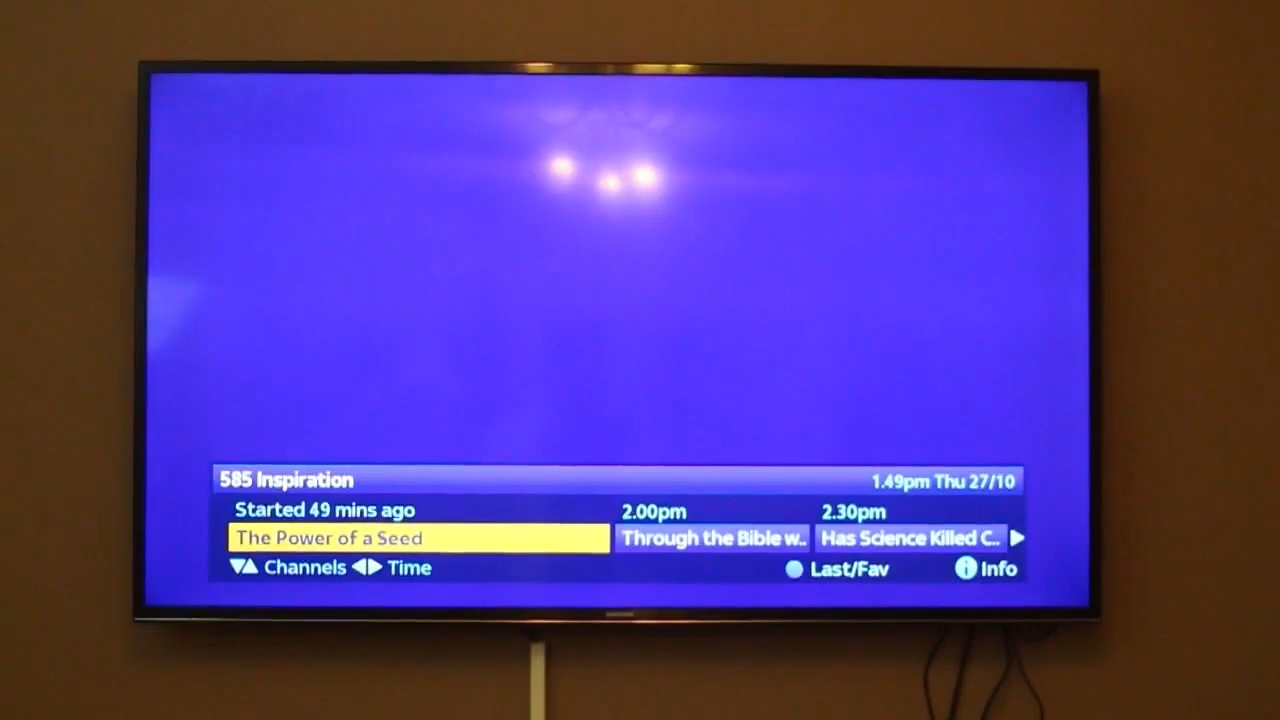 585 Inspiration 1.49pm Thu 27/10
Started 49 mins ago 2.00pm 2.30pm
The Power of a Seed Through the Bible w.. Has Science Killed C..
Channels Time Last/Fav i Info